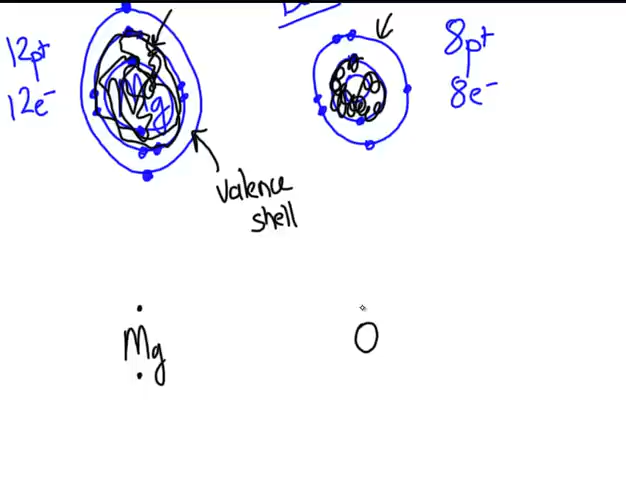 12p+
8p+
12e-
Mg
8e-
valence
shell
Mg
O